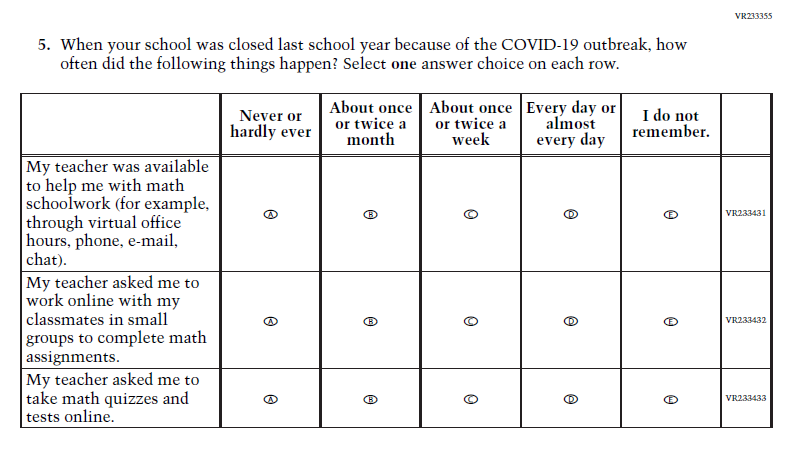 VR233355
5. When your school was closed last school year because of the COVID-19 outbreak, how
often did the following things happen? Select one answer choice on each row.
Never or
hardly ever
About once
or twice a
month
About once
or twice a
week
Every day or
almost
every day
I do not
remember.
My teacher was available
to help me with math
schoolwork (for example,
through virtual office
hours, phone, e-mail,
chat).
A B C D E VR233431
My teacher asked me to
work online with my
classmates in small
groups to complete math
assignments.
A B C D E VR233432
My teacher asked me to
take math quizzes and
tests online.
A B C D E VR233433